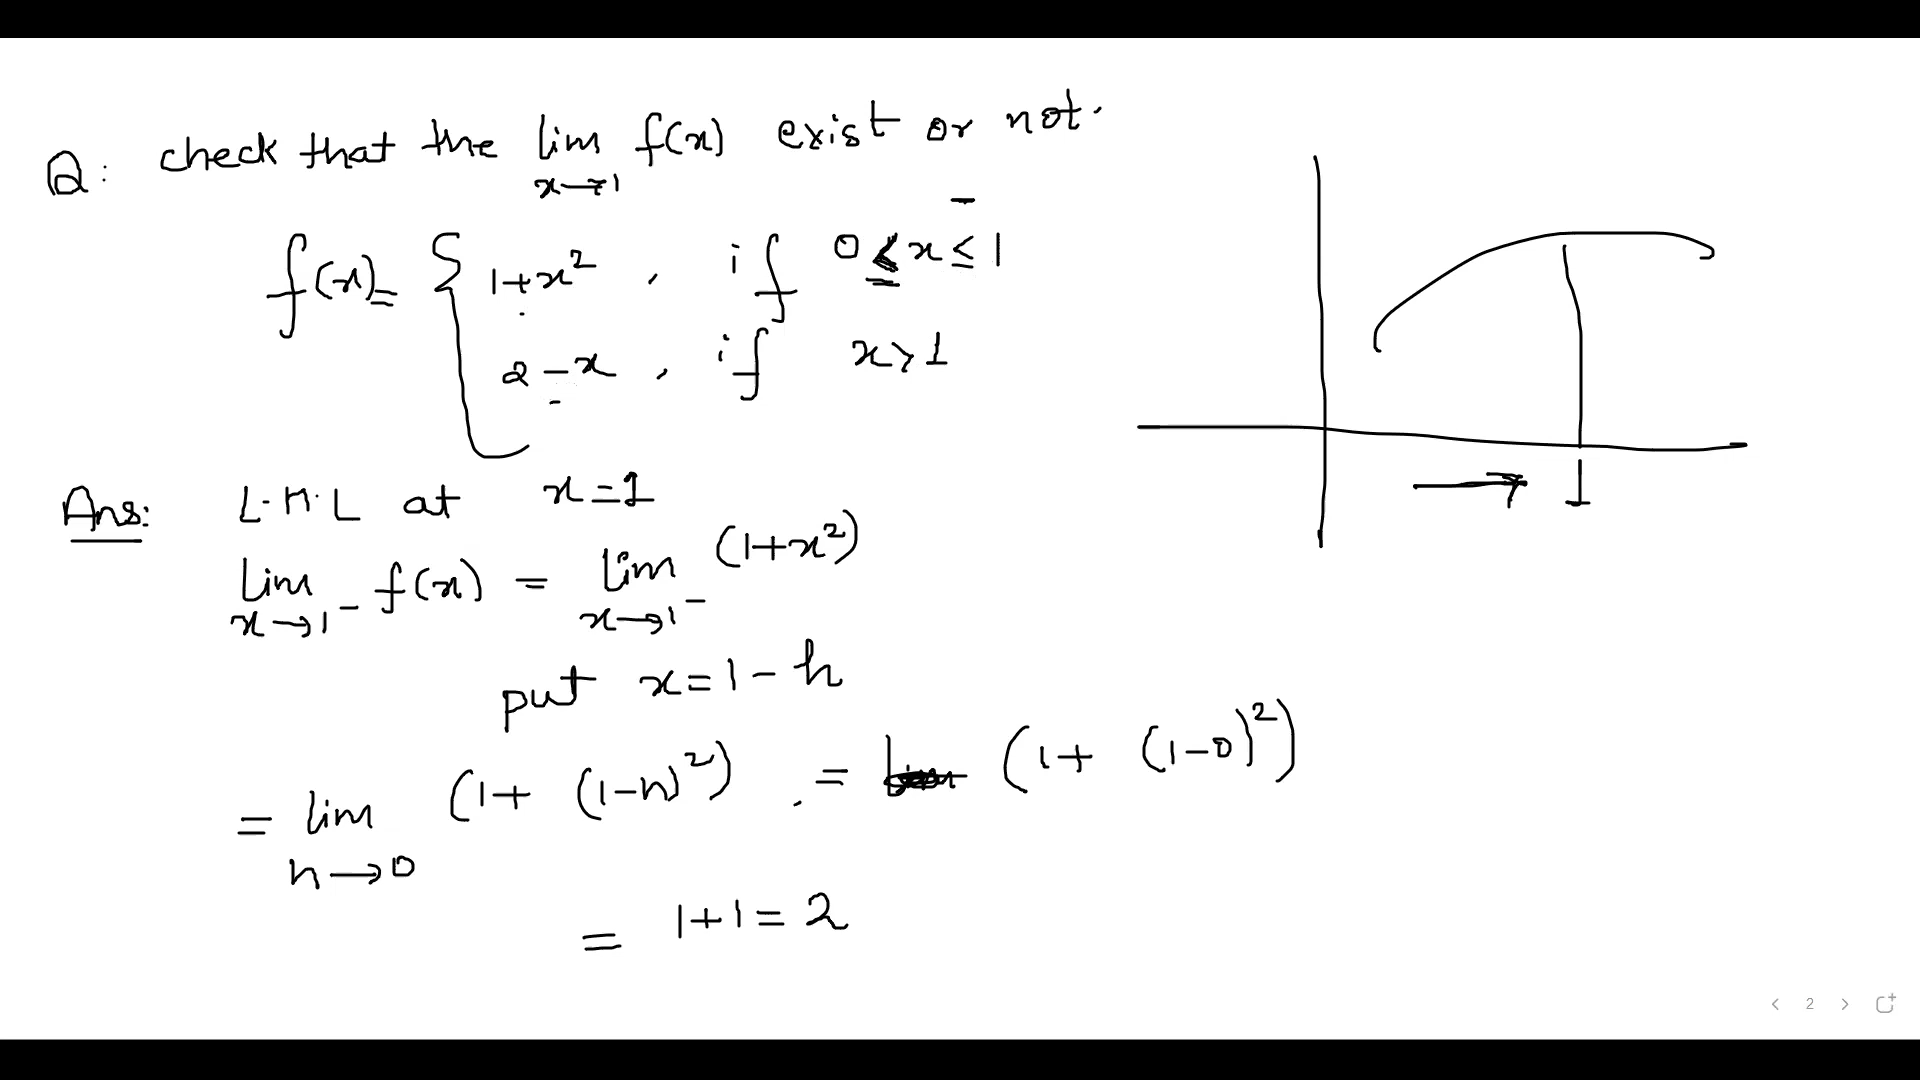 Q: check that the lim f(x) exist or not.
x→1
f(x) = { 1+x² , if 0 ≤ x ≤ 1
2-x , if x > 1
1
Ans: L.H.L at x=1
lim f(x) = lim (1+x²)
x→1⁻ x→1⁻
put x=1-h
= lim (1+ (1-h)²) = (1+ (1-0)²)
h→0
= 1+1=2
2